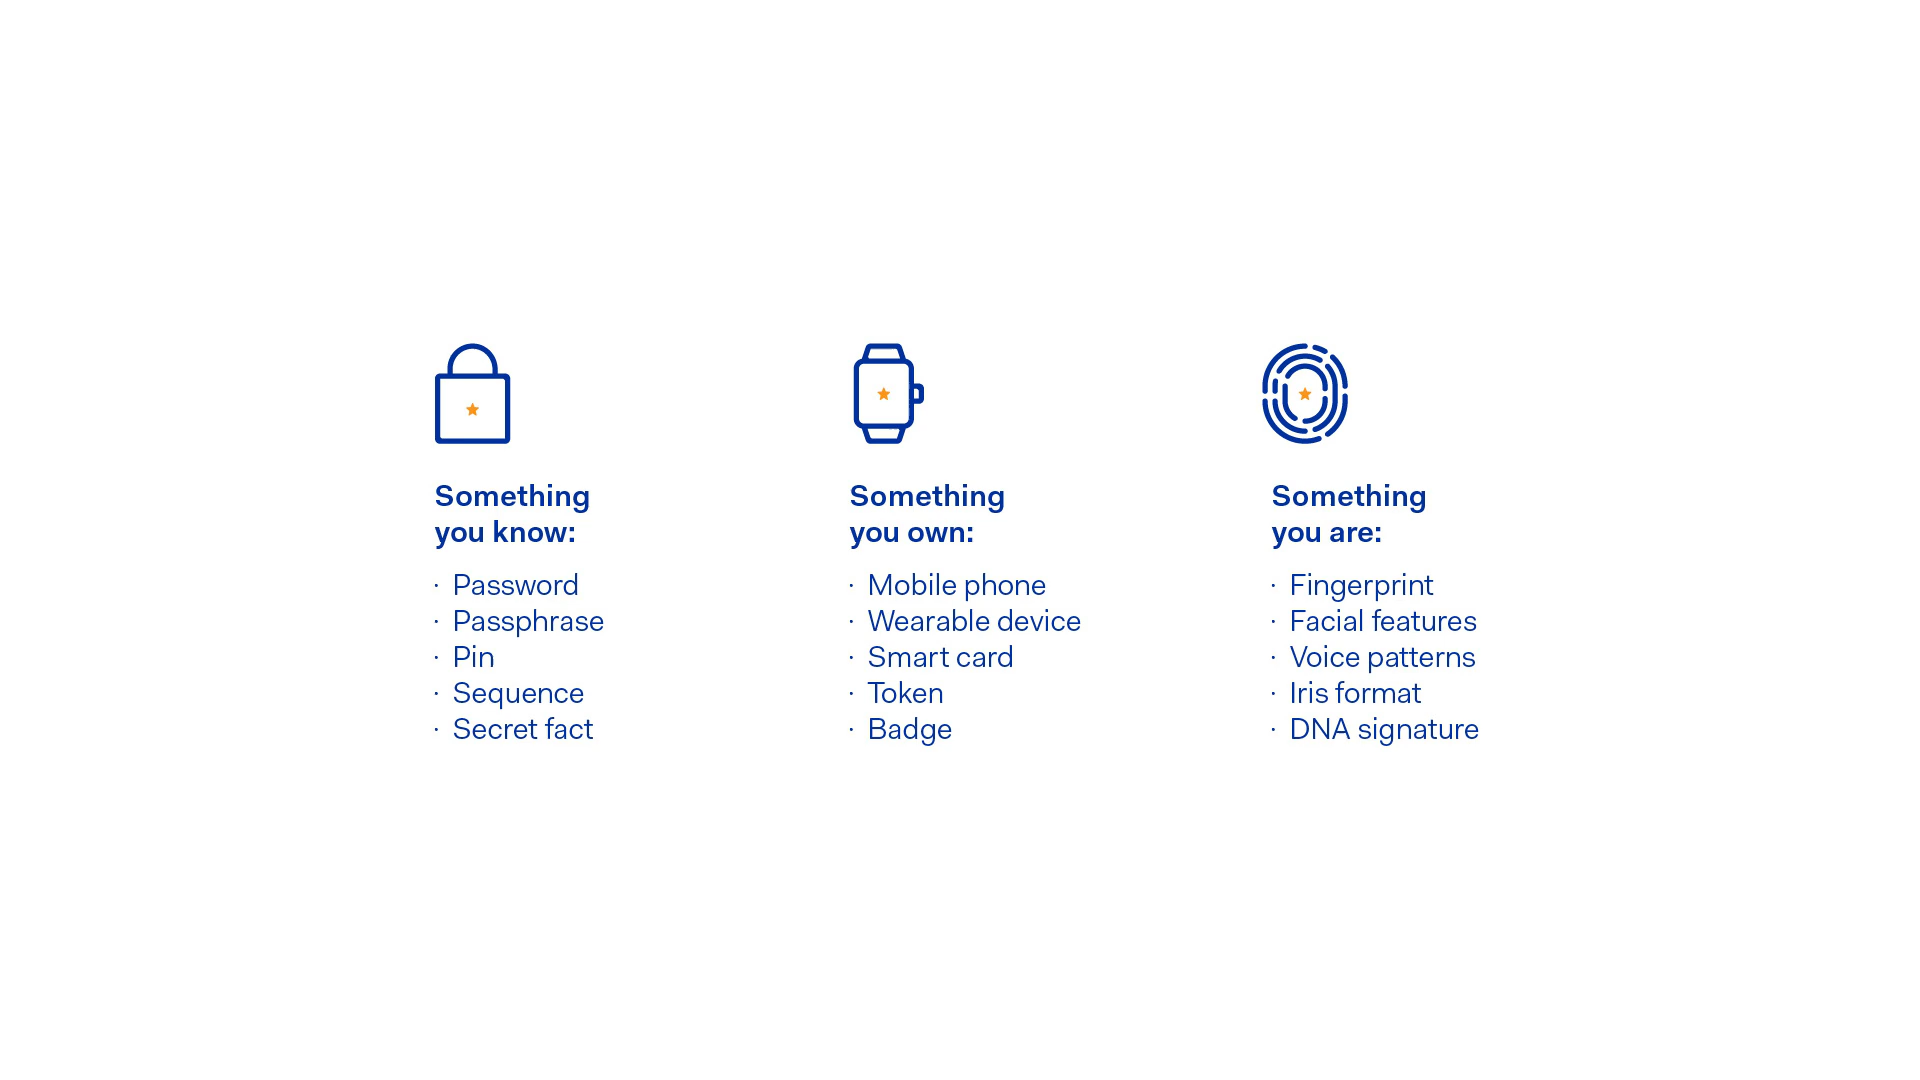 Something
you know:
· Password
· Passphrase
· Pin
· Sequence
· Secret fact
Something
you own:
· Mobile phone
· Wearable device
· Smart card
· Token
· Badge
Something
you are:
· Fingerprint
· Facial features
· Voice patterns
· Iris format
· DNA signature